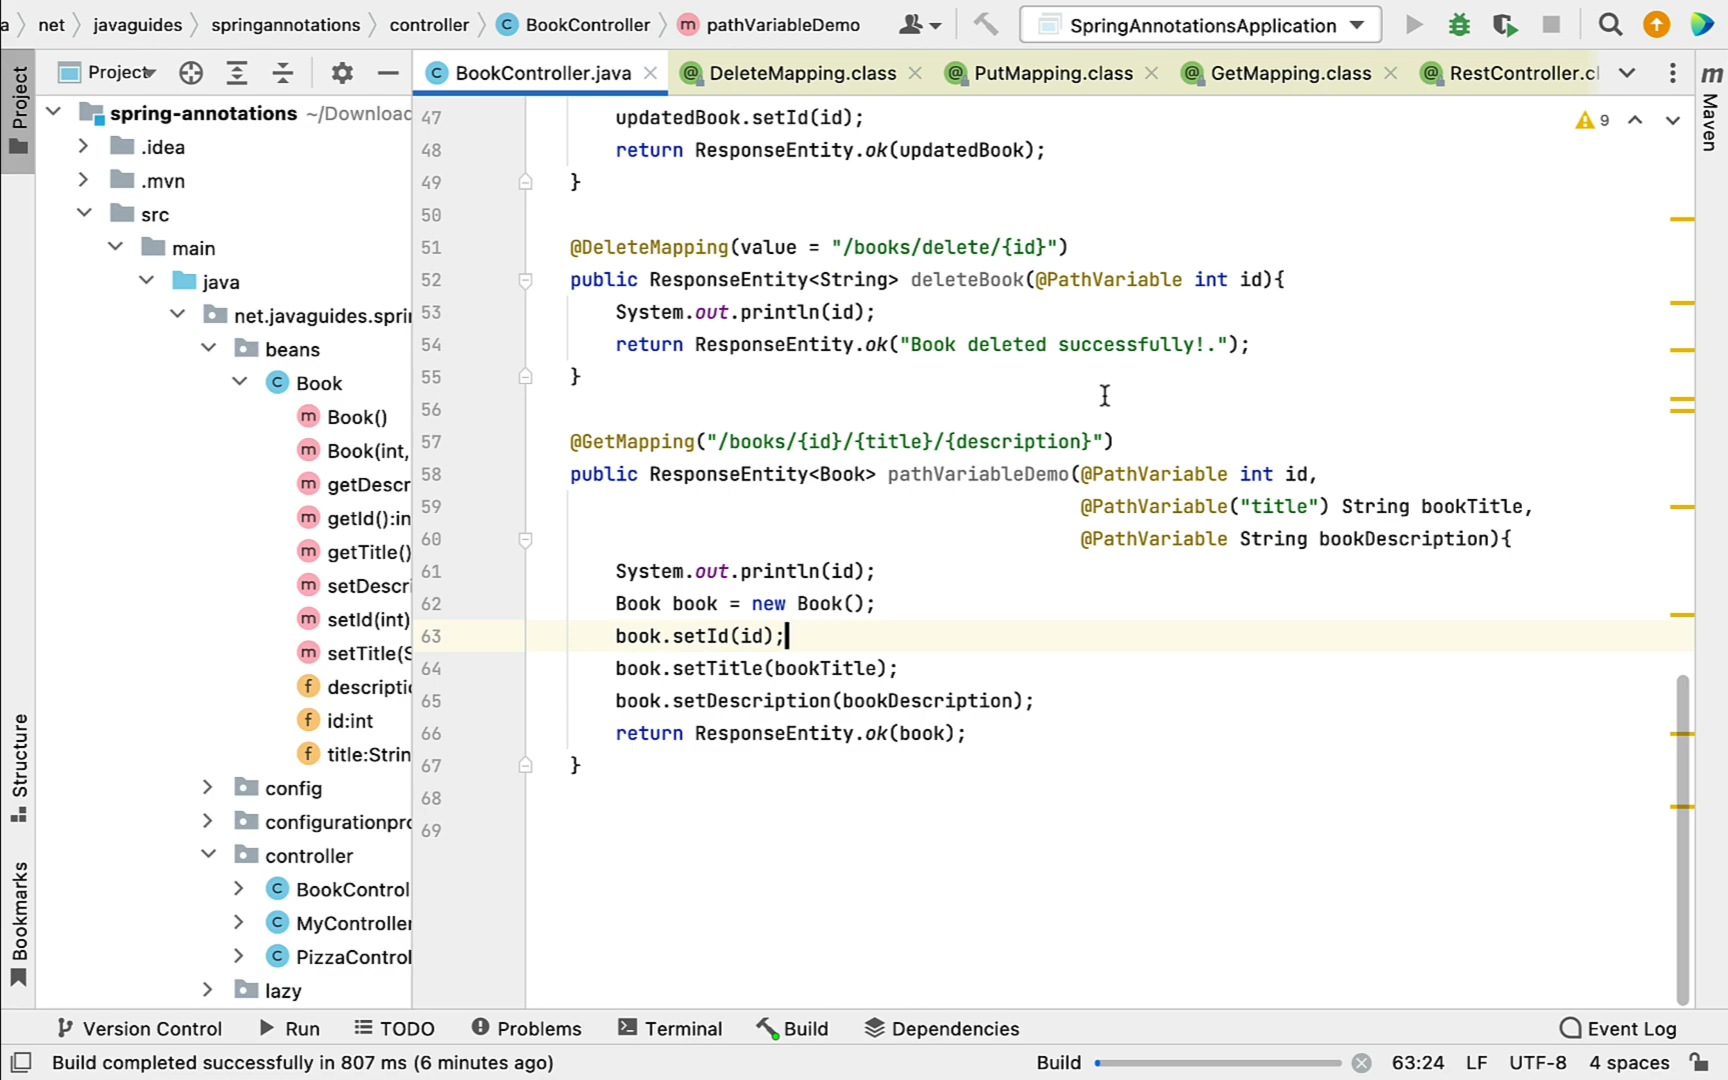 a net javaguides springannotations controller C BookController m pathVariableDemo SpringAnnotationsApplication
Project BookController.java DeleteMapping.class PutMapping.class GetMapping.class RestController.cl
Project
Maven
Structure
Bookmarks
spring-annotations ~/Download
.idea
.mvn
src
main
java
net.javaguides.sprin
beans
Book
Book()
Book(int,
getDescr
getId():in
getTitle()
setDescri
setId(int)
setTitle(S
descriptio
id:int
title:Strin
config
configurationpro
controller
BookControl
MyController
PizzaControl
lazy
9
47 updatedBook.setId(id);
48 return ResponseEntity.ok(updatedBook);
49 }
50
51 @DeleteMapping(value = "/books/delete/{id}")
52 public ResponseEntity<String> deleteBook(@PathVariable int id){
53 System.out.println(id);
54 return ResponseEntity.ok("Book deleted successfully!.");
55 }
56
57 @GetMapping("/books/{id}/{title}/{description}")
58 public ResponseEntity<Book> pathVariableDemo(@PathVariable int id,
59 @PathVariable("title") String bookTitle,
60 @PathVariable String bookDescription){
61 System.out.println(id);
62 Book book = new Book();
63 book.setId(id);
64 book.setTitle(bookTitle);
65 book.setDescription(bookDescription);
66 return ResponseEntity.ok(book);
67 }
68
69
Version Control Run TODO Problems Terminal Build Dependencies Event Log
Build completed successfully in 807 ms (6 minutes ago) Build 63:24 LF UTF-8 4 spaces